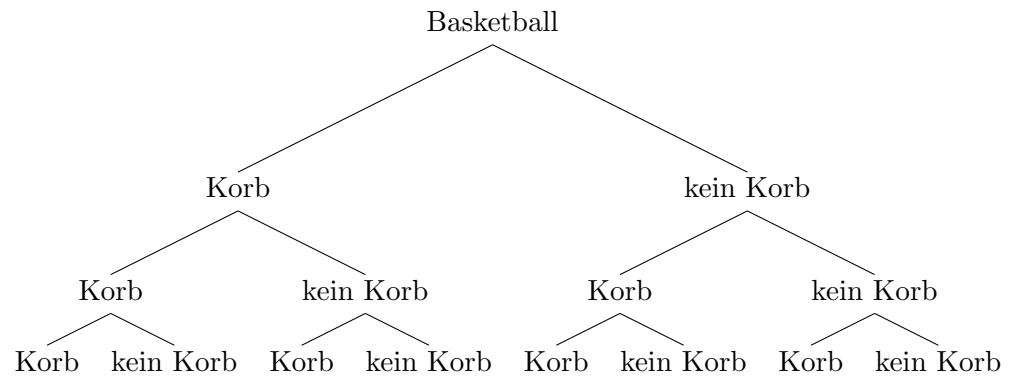 Basketball
Korb kein Korb
Korb kein Korb Korb kein Korb
Korb kein Korb Korb kein Korb Korb kein Korb Korb kein Korb